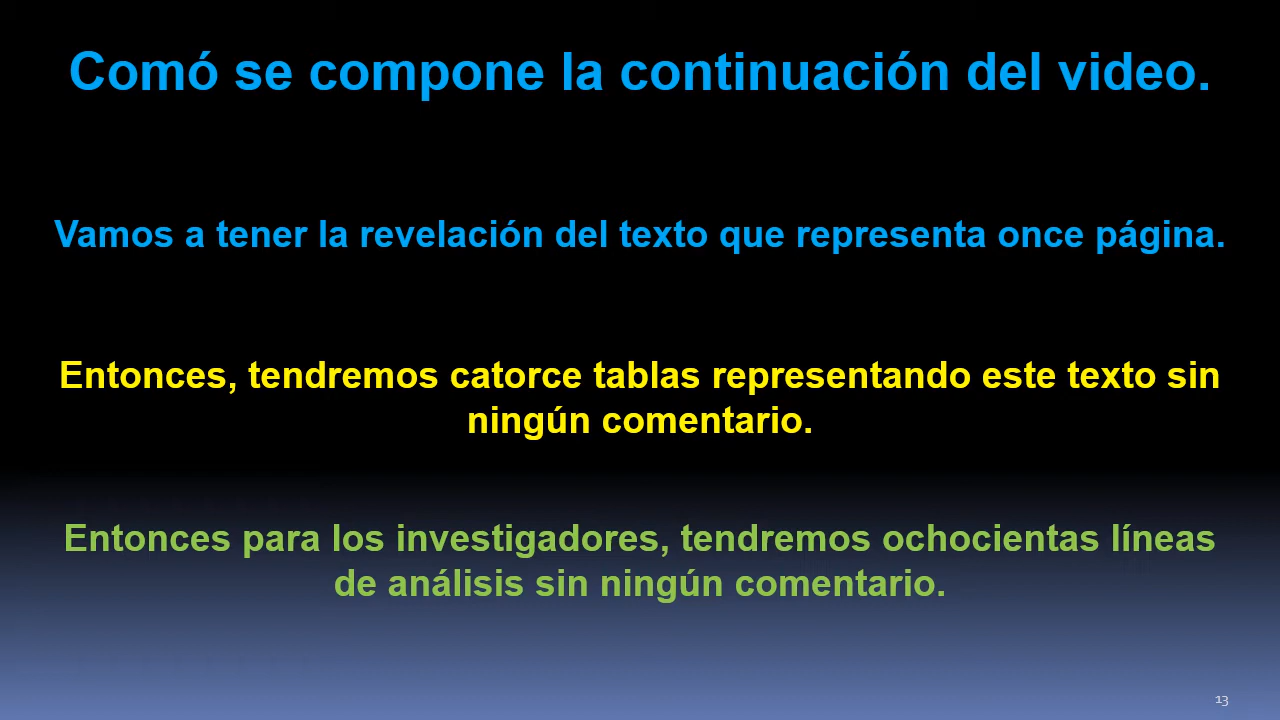 Comó se compone la continuación del video.
Vamos a tener la revelación del texto que representa once página.
Entonces, tendremos catorce tablas representando este texto sin
ningún comentario.
Entonces para los investigadores, tendremos ochocientas líneas
de análisis sin ningún comentario.
13